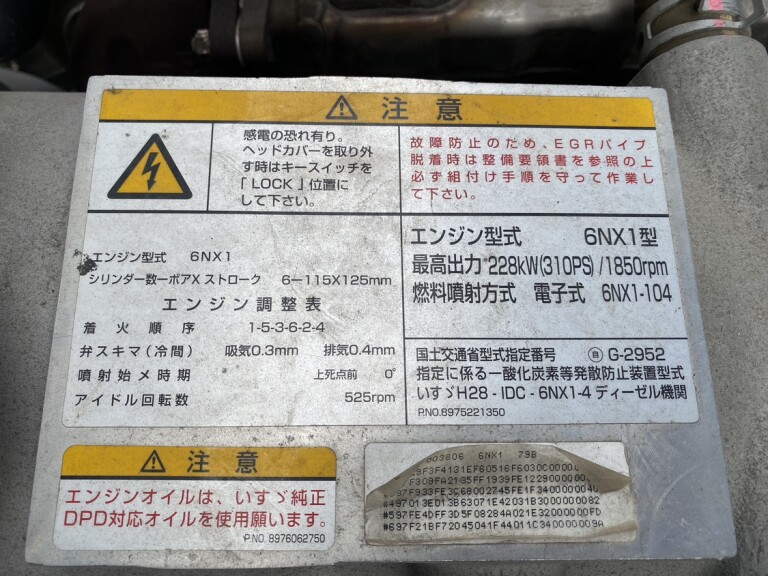 注意
感電の恐れ有り。
ヘッドカバーを取り外
す時はキースイッチを
「LOCK」位置に
して下さい。
故障防止のため、EGRパイプ
脱着時は整備要領書を参照の上
必ず組付け手順を守って作業し
て下さい。
エンジン型式 6NX1
シリンダー数ーボアX ストローク 6－115X125mm
エンジン調整表
着火順序 1-5-3-6-2-4
弁スキマ(冷間) 吸気0.3mm 排気0.4mm
噴射始メ時期 上死点前 0°
アイドル回転数 525rpm
エンジン型式 6NX1型
最高出力 228kW(310PS)/1850rpm
燃料噴射方式 電子式 6NX1-104
国土交通省型式指定番号 ㊀ G-2952
指定に係る一酸化炭素等発散防止装置型式
いすゞH28-IDC-6NX1-4 ディーゼル機関
P.NO.8975221350
注意
エンジンオイルは、いすゞ純正
DPD対応オイルを使用願います。
P.NO. 8976062750
003806 6NX1 79B
#497013E013B63071E42031B30000000082
#597FE4DFF3D5F08284A021E32000000FD
#697F21BF72045041F44011C340000009A